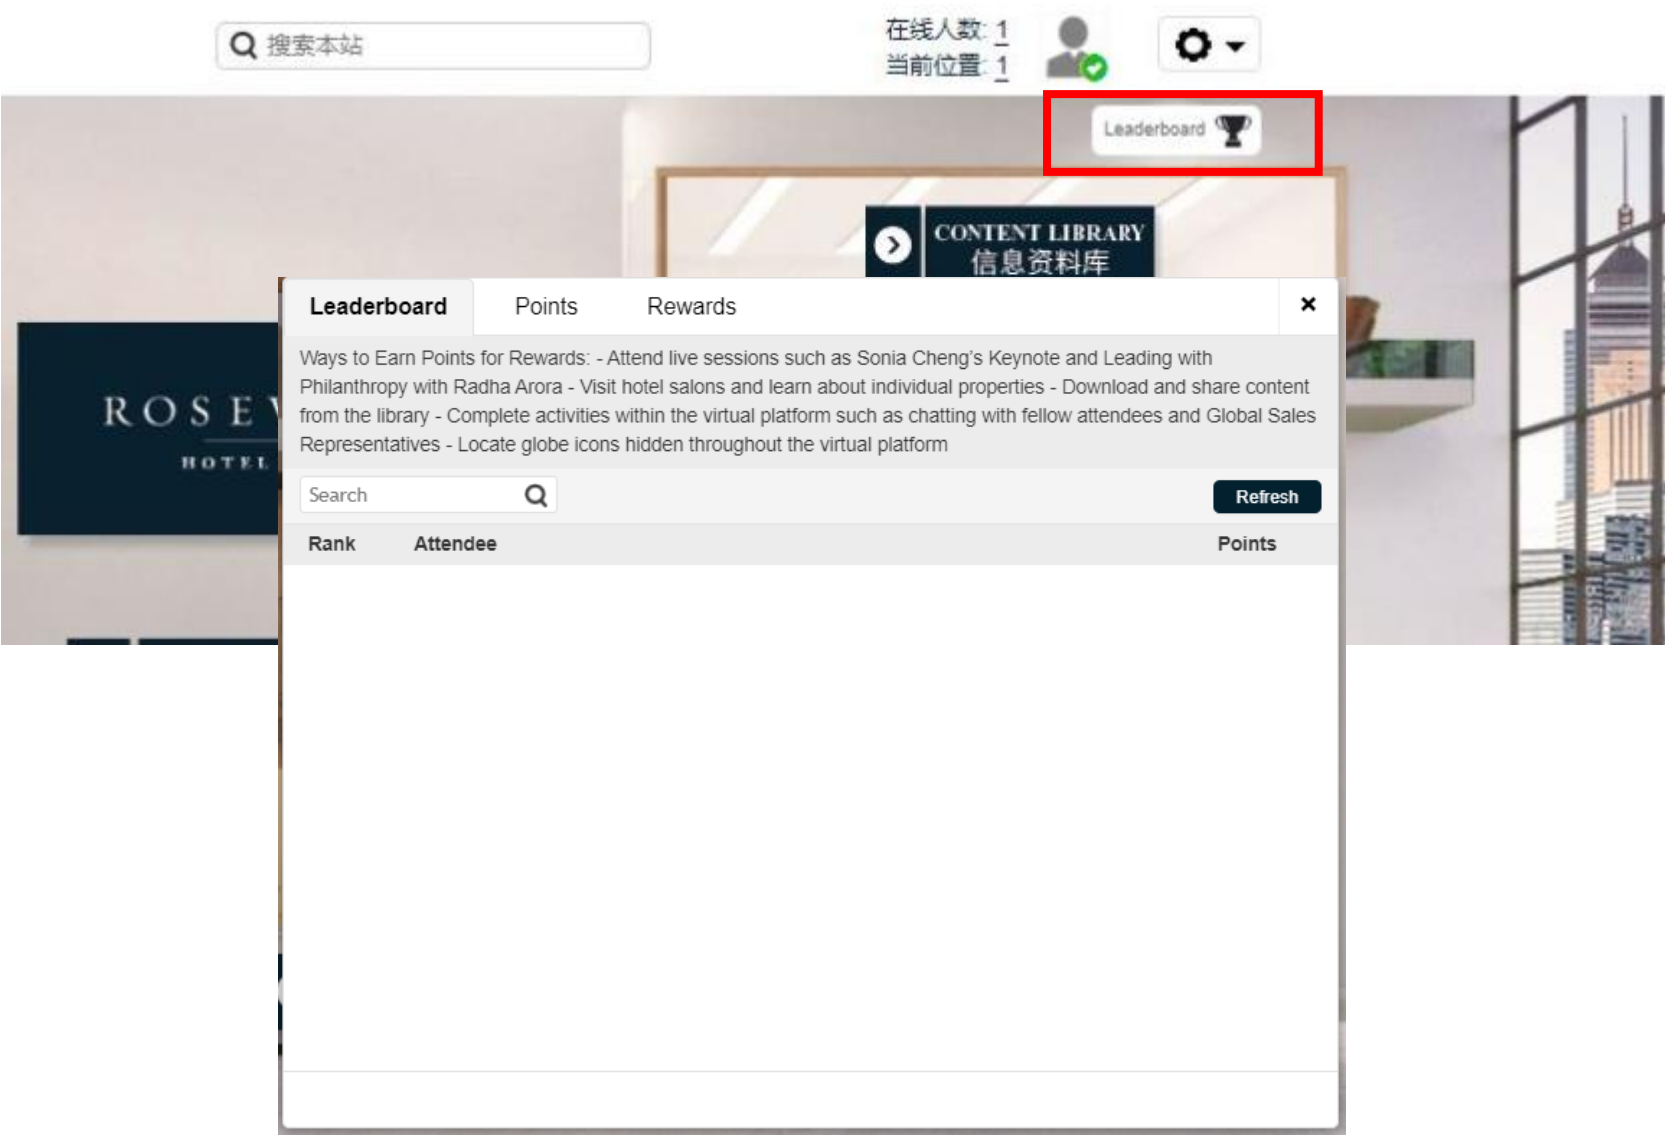 搜索本站
在线人数: 1
当前位置: 1
Leaderboard
CONTENT LIBRARY
信息资料库
ROSEW
HOTEL
Leaderboard Points Rewards
Ways to Earn Points for Rewards: - Attend live sessions such as Sonia Cheng's Keynote and Leading with
Philanthropy with Radha Arora - Visit hotel salons and learn about individual properties - Download and share content
from the library - Complete activities within the virtual platform such as chatting with fellow attendees and Global Sales
Representatives - Locate globe icons hidden throughout the virtual platform
Search
Refresh
Rank Attendee Points